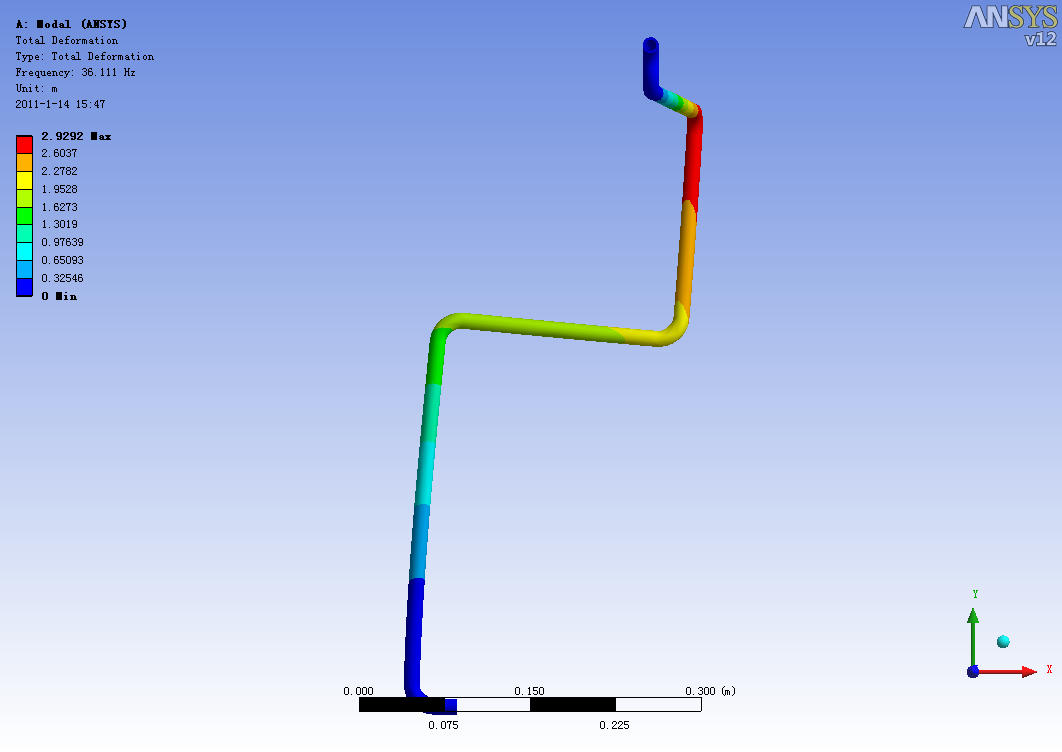 A: Modal (ANSYS)
Total Deformation
Type: Total Deformation
Frequency: 36.111 Hz
Unit: m
2011-1-14 15:47
2.9292 Max
2.6037
2.2782
1.9528
1.6273
1.3019
0.97639
0.65093
0.32546
0 Min
ANSYS
v12
Y
X
0.000
0.150
0.300 (m)
0.075
0.225